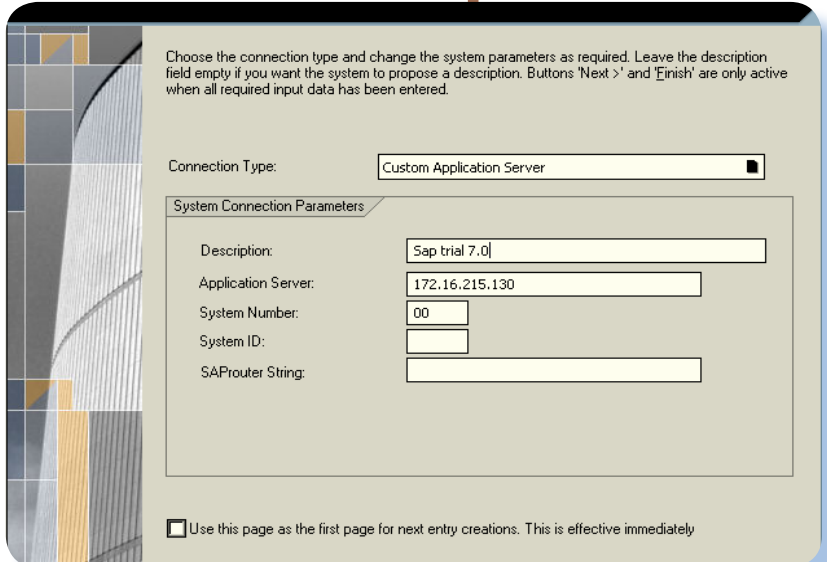 Choose the connection type and change the system parameters as required. Leave the description
field empty if you want the system to propose a description. Buttons 'Next >' and 'Finish' are only active
when all required input data has been entered.
Connection Type: Custom Application Server
System Connection Parameters
Description: Sap trial 7.0
Application Server: 172.16.215.130
System Number: 00
System ID:
SAProuter String:
Use this page as the first page for next entry creations. This is effective immediately